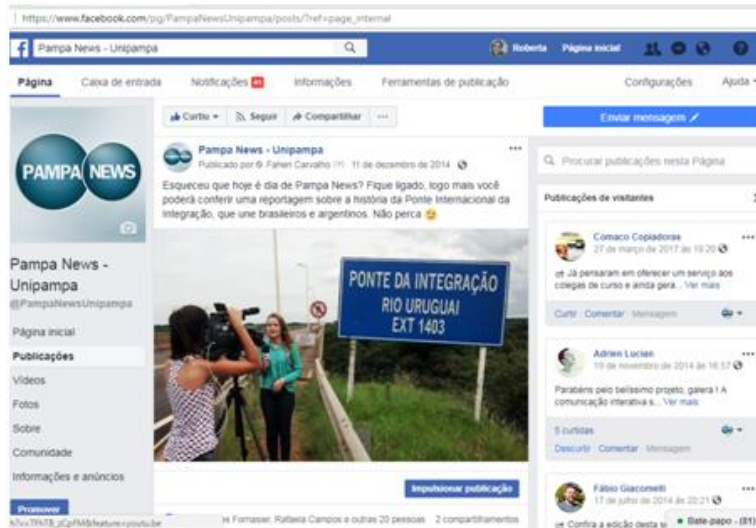 https://www.facebook.com/pg/PampaNewsUnipampa/posts/?ref=page_internal
Pampa News - Unipampa
Roberta
Página inicial
Página
Caixa de entrada
Notificações 41
Informações
Ferramentas de publicação
Configurações
Ajuda
PAMPA NEWS
Pampa News -
Unipampa
@PampaNewsUnipampa
Página inicial
Publicações
Vídeos
Fotos
Sobre
Comunidade
Informações e anúncios
Promover
Curtiu
Seguir
Compartilhar
Pampa News - Unipampa
Publicado por Fahen Carvalho 11 de dezembro de 2014
Esqueceu que hoje é dia de Pampa News? Fique ligado, logo mais você
poderá conferir uma reportagem sobre a história da Ponte Internacional da
Integração, que une brasileiros e argentinos. Não perca
PONTE DA INTEGRAÇÃO
RIO URUGUAI
EXT 1403
Impulsionar publicação
Fornasier, Rafaela Campos e outras 20 pessoas
2 compartilhamentos
Enviar mensagem
Procurar publicações nesta Página
Publicações de visitantes
Comaco Copiadoras
27 de março de 2017 às 10:20
Já pensaram em oferecer um serviço aos
colegas de curso e ainda gera... Ver mais
Curtir Comentar Mensagem
Adrien Lucian
19 de novembro de 2014 às 16:57
Parabéns pelo belíssimo projeto, galera ! A
comunicação interativa s... Ver mais
5 curtidas
Descurtir Comentar Mensagem
Fábio Giacomelli
17 de julho de 2014 às 20:21
Confira a edição desta se
Bate-papo